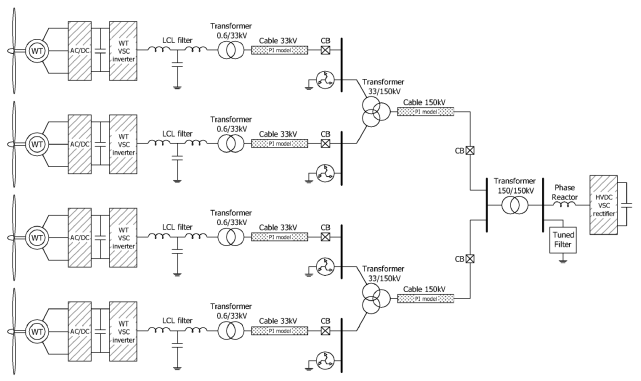 Transformer
0.6/33kV
LCL filter
Cable 33kV
CB
WT
AC/DC
WT
VSC
inverter
PI model
Transformer
33/150kV
Cable 150kV
PI model
Transformer
0.6/33kV
LCL filter
Cable 33kV
CB
WT
AC/DC
WT
VSC
inverter
PI model
CB
Transformer
150/150kV
Phase
Reactor
HVDC
VSC
rectifier
Tuned
Filter
CB
Transformer
0.6/33kV
LCL filter
Cable 33kV
CB
WT
AC/DC
WT
VSC
inverter
PI model
Transformer
33/150kV
Cable 150kV
PI model
Transformer
0.6/33kV
LCL filter
Cable 33kV
CB
WT
AC/DC
WT
VSC
inverter
PI model